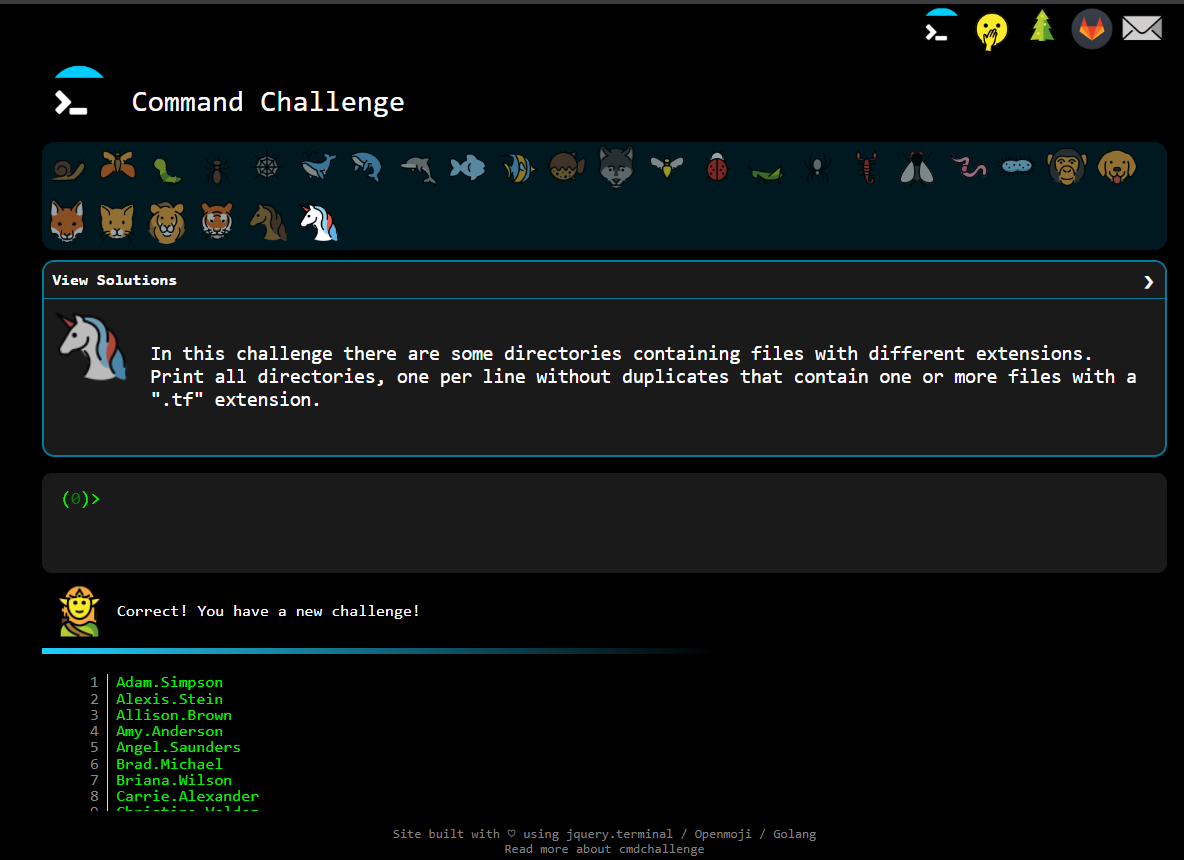 Command Challenge
View Solutions ❯
In this challenge there are some directories containing files with different extensions.
Print all directories, one per line without duplicates that contain one or more files with a
".tf" extension.
(0)>
Correct! You have a new challenge!
1 Adam.Simpson
2 Alexis.Stein
3 Allison.Brown
4 Amy.Anderson
5 Angel.Saunders
6 Brad.Michael
7 Briana.Wilson
8 Carrie.Alexander
Site built with ♡ using jquery.terminal / Openmoji / Golang
Read more about cmdchallenge